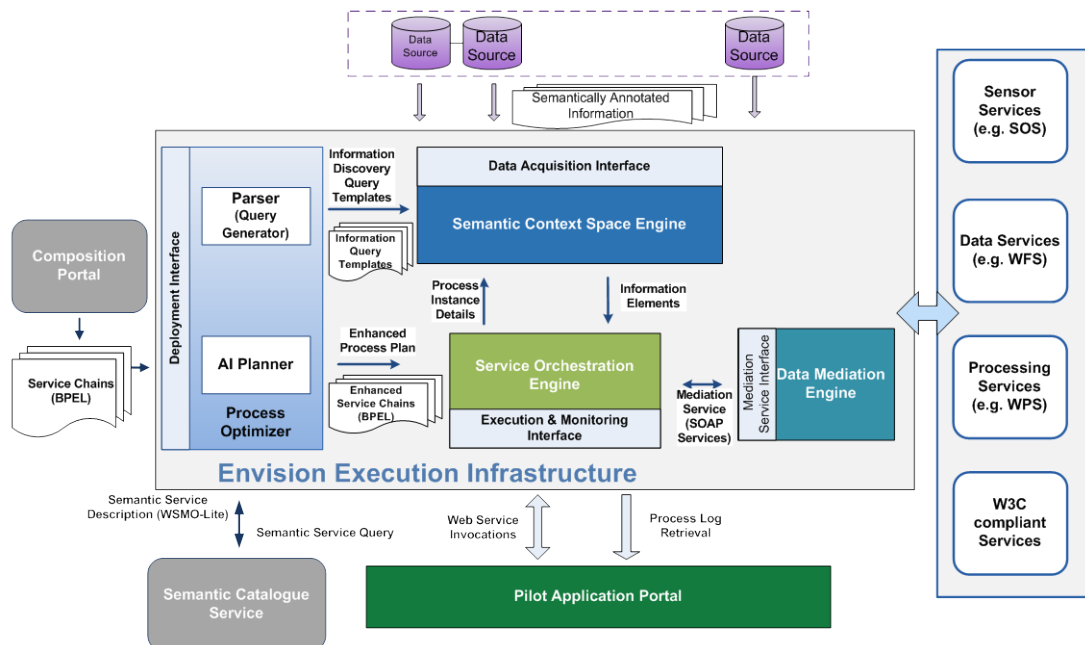 Data
Source
Data
Source
Data
Source
Semantically Annotated
Information
Sensor
Services
(e.g. SOS)
Data Services
(e.g. WFS)
Processing
Services
(e.g. WPS)
W3C
compliant
Services
Composition
Portal
Service Chains
(BPEL)
Deployment Interface
Parser
(Query
Generator)
AI Planner
Process
Optimizer
Information
Discovery
Query
Templates
Information
Query
Templates
Data Acquisition Interface
Semantic Context Space Engine
Process
Instance
Details
Information
Elements
Enhanced
Process Plan
Enhanced
Service Chains
(BPEL)
Service Orchestration
Engine
Execution & Monitoring
Interface
Mediation
Service
(SOAP
Services)
Mediation
Service Interface
Data Mediation
Engine
Envision Execution Infrastructure
Semantic Service
Description (WSMO-Lite)
Semantic Service Query
Web Service
Invocations
Process Log
Retrieval
Semantic Catalogue
Service
Pilot Application Portal